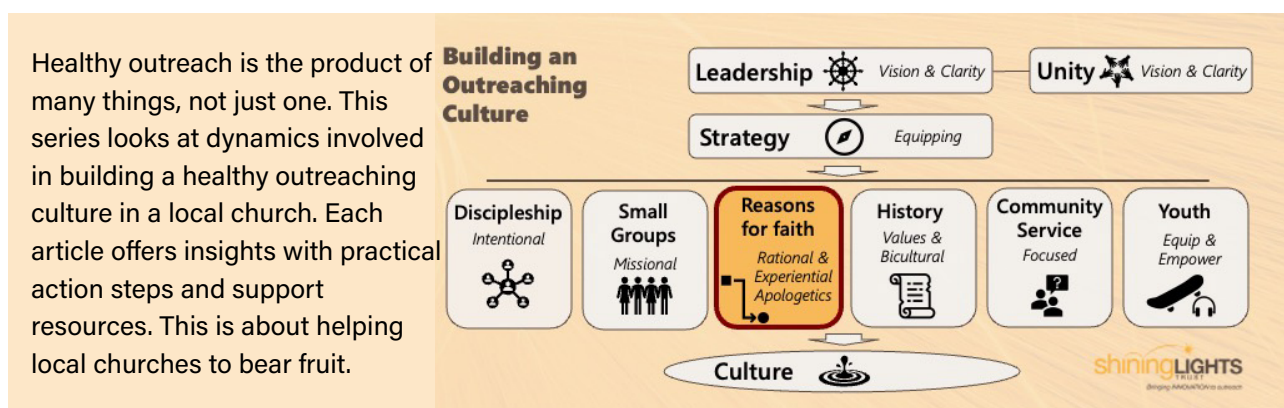 Healthy outreach is the product of
many things, not just one. This
series looks at dynamics involved
in building a healthy outreaching
culture in a local church. Each
article offers insights with practical
action steps and support
resources. This is about helping
local churches to bear fruit.
Building an
Outreaching
Culture
Leadership Vision & Clarity
Unity Vision & Clarity
Strategy Equipping
Discipleship
Intentional
Small
Groups
Missional
Reasons
for faith
Rational &
Experiential
Apologetics
History
Values &
Bicultural
Community
Service
Focused
?
Youth
Equip &
Empower
Culture
shiningLIGHTS
TRUST
Bringing INNOVATION to outreach